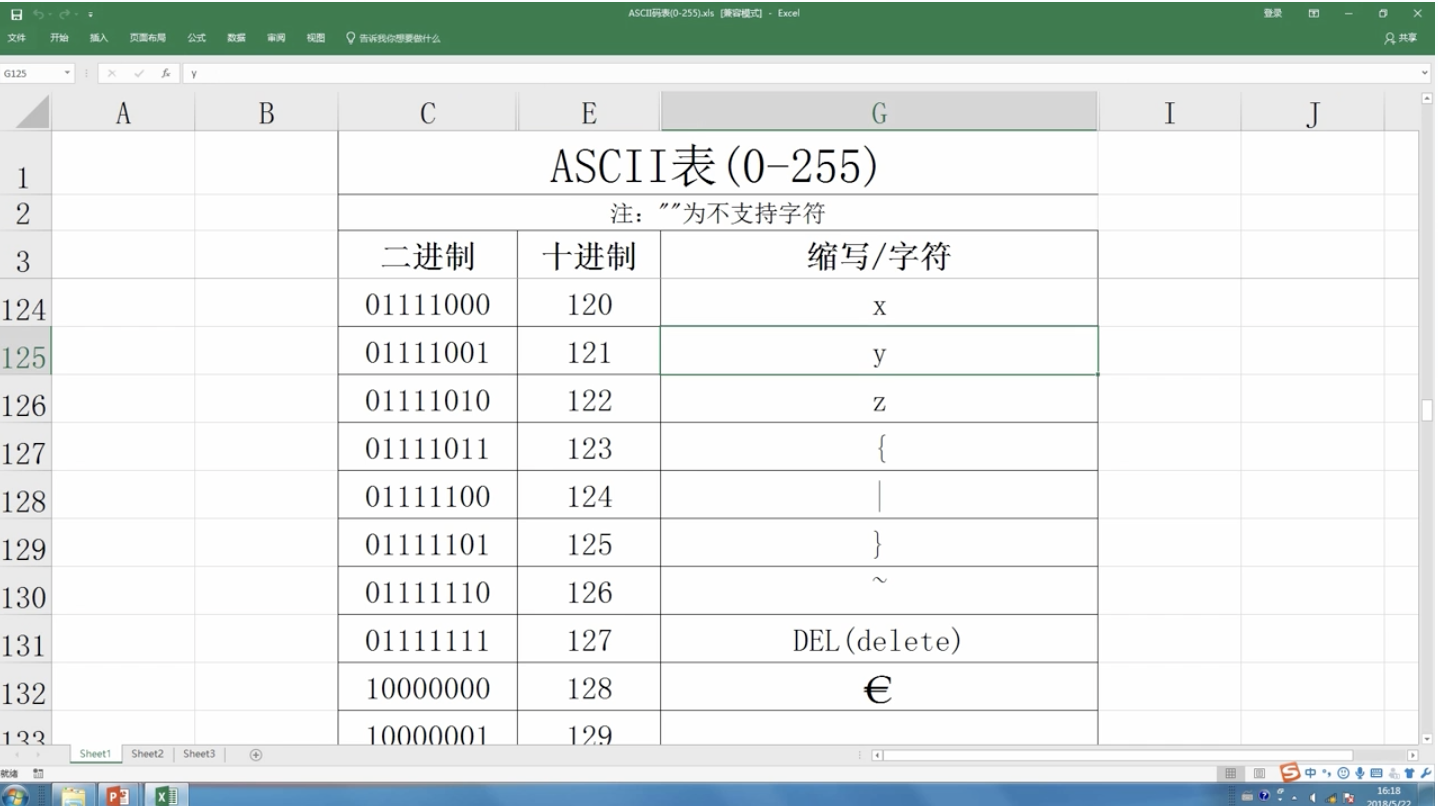 ASCII码表(0-255).xls [兼容模式] - Excel
登录
文件 开始 插入 页面布局 公式 数据 审阅 视图 告诉我你想要做什么
共享
G125 fx y
A B C E G I J
1 ASCII表(0-255)
2 注：""为不支持字符
3 二进制 十进制 缩写/字符
124 01111000 120 x
125 01111001 121 y
126 01111010 122 z
127 01111011 123 {
128 01111100 124 |
129 01111101 125 }
130 01111110 126 ~
131 01111111 127 DEL(delete)
132 10000000 128 €
133 10000001 129
Sheet1 Sheet2 Sheet3
就绪
中
16:18
2018/5/22